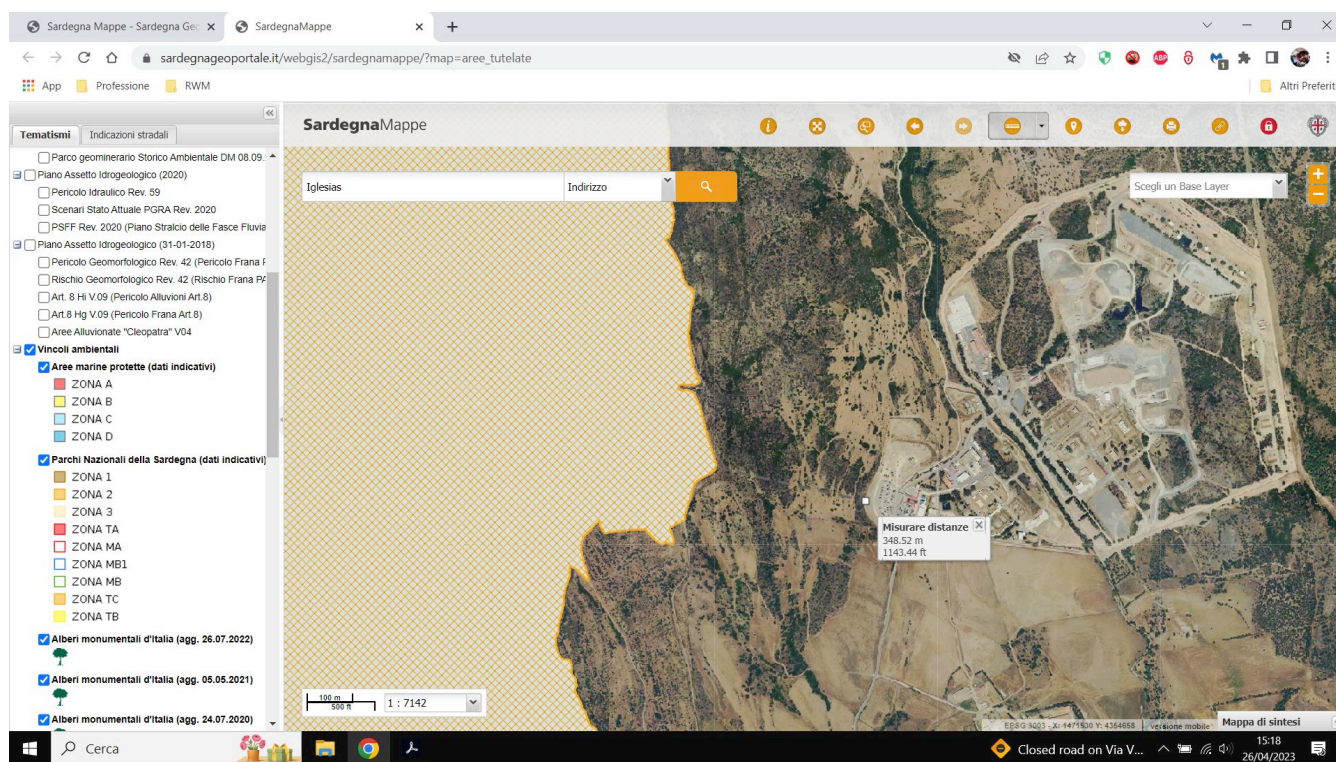 Sardegna Mappe - Sardegna Geo
SardegnaMappe
sardegnageoportale.it/webgis2/sardegnamappe/?map=aree_tutelate
App Professione RWM Altri Preferit
Tematismi Indicazioni stradali
SardegnaMappe
Parco geominerario Storico Ambientale DM 08.09.
Piano Assetto Idrogeologico (2020)
Pericolo Idraulico Rev. 59
Scenari Stato Attuale PGRA Rev. 2020
PSFF Rev. 2020 (Piano Stralcio delle Fasce Fluvia
Piano Assetto Idrogeologico (31-01-2018)
Pericolo Geomorfologico Rev. 42 (Pericolo Frana P
Rischio Geomorfologico Rev. 42 (Rischio Frana PA
Art. 8 Hi V.09 (Pericolo Alluvioni Art.8)
Art.8 Hg V.09 (Pericolo Frana Art.8)
Aree Alluvionate "Cleopatra" V04
Vincoli ambientali
Aree marine protette (dati indicativi)
ZONA A
ZONA B
ZONA C
ZONA D
Parchi Nazionali della Sardegna (dati indicativi)
ZONA 1
ZONA 2
ZONA 3
ZONA TA
ZONA MA
ZONA MB1
ZONA MB
ZONA TC
ZONA TB
Alberi monumentali d'Italia (agg. 26.07.2022)
Alberi monumentali d'Italia (agg. 05.05.2021)
Alberi monumentali d'Italia (agg. 24.07.2020)
Iglesias Indirizzo
Scegli un Base Layer
Misurare distanze
348.52 m
1143.44 ft
100 m
500 ft
1 : 7142
EPSG:3003 - X: 1471530 Y: 4354658 versione mobile
Mappa di sintesi
Cerca
Closed road on Via V...
15:18
26/04/2023